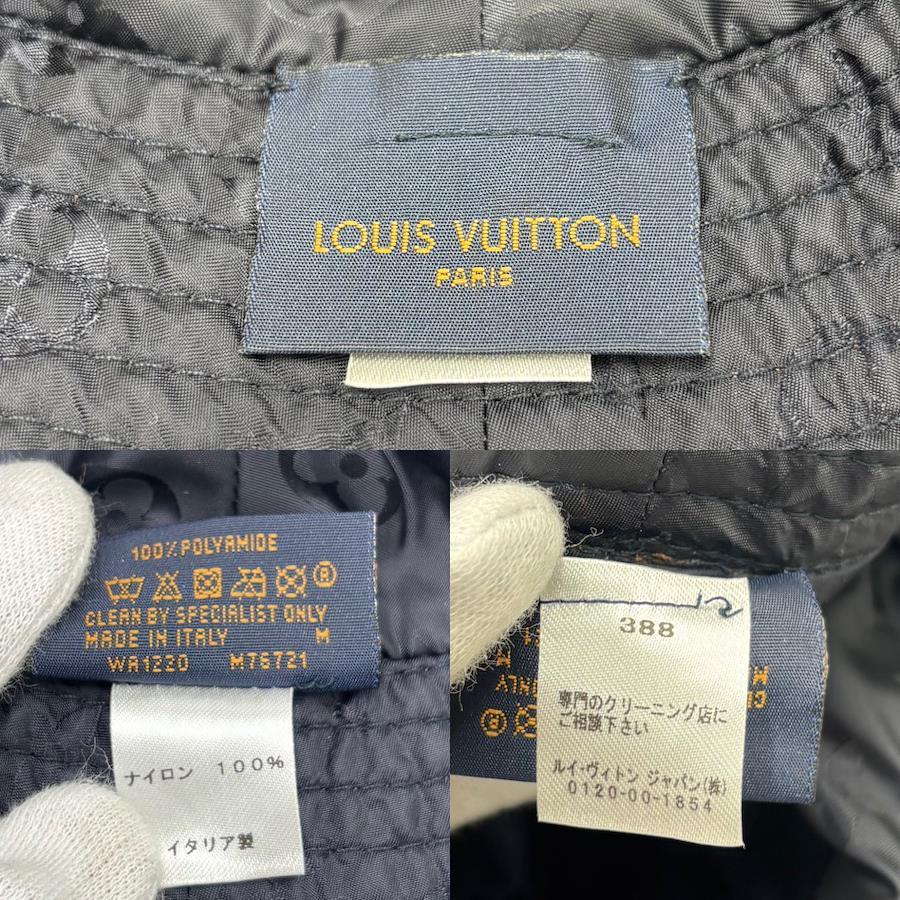 LOUIS VUITTON
PARIS
100% POLYAMIDE
CLEAN BY SPECIALIST ONLY
MADE IN ITALY M
WA1220 M76721
ナイロン 100%
イタリア製
388
専門のクリーニング店に
ご相談下さい
ルイ・ヴィトン ジャパン(株)
0120-00-1854